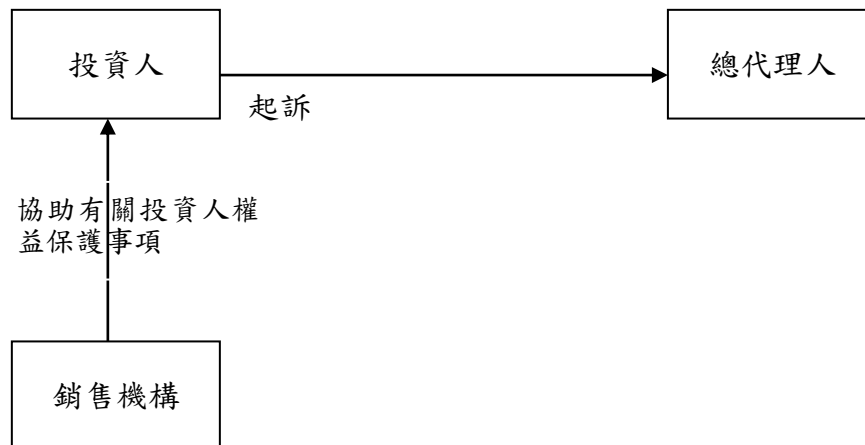 投資人
總代理人
起訴
協助有關投資人權
益保護事項
銷售機構